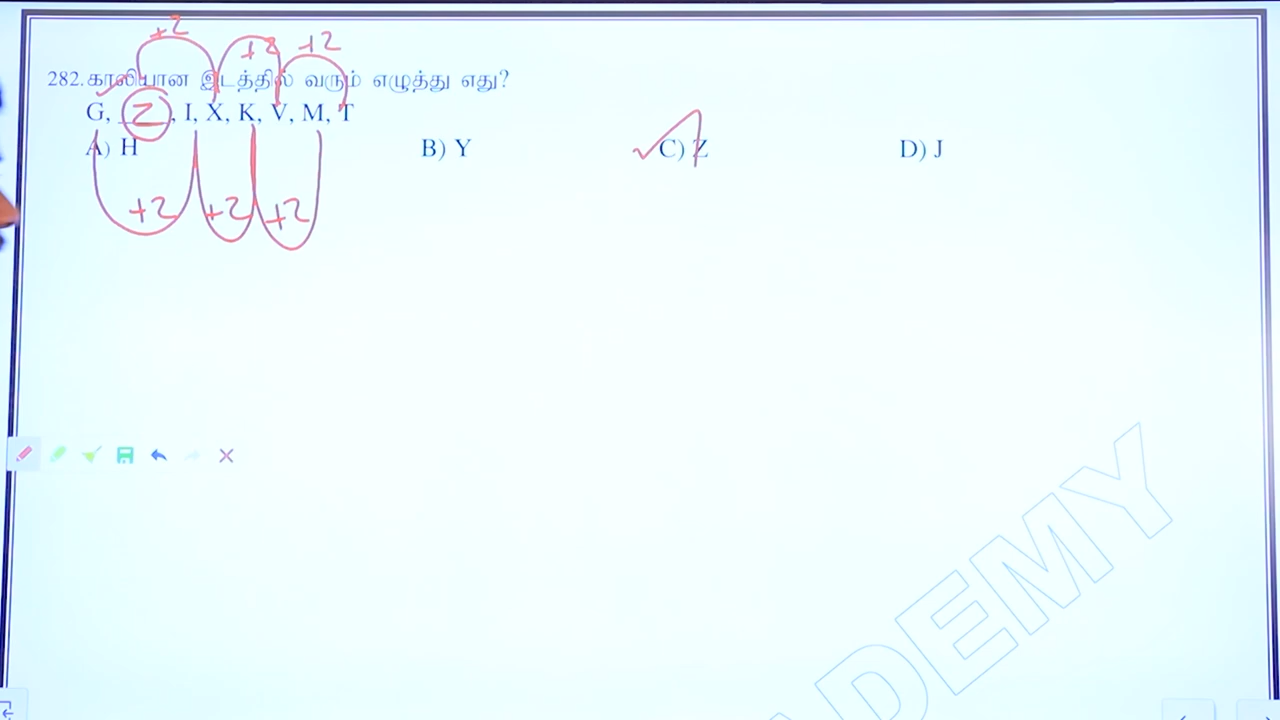 +2 +2 +2
282. காலியான இடத்தில் வரும் எழுத்து எது?
G, Z, I, X, K, V, M, T
A) H B) Y C) Z D) J
+2 +2 +2
ADEMY